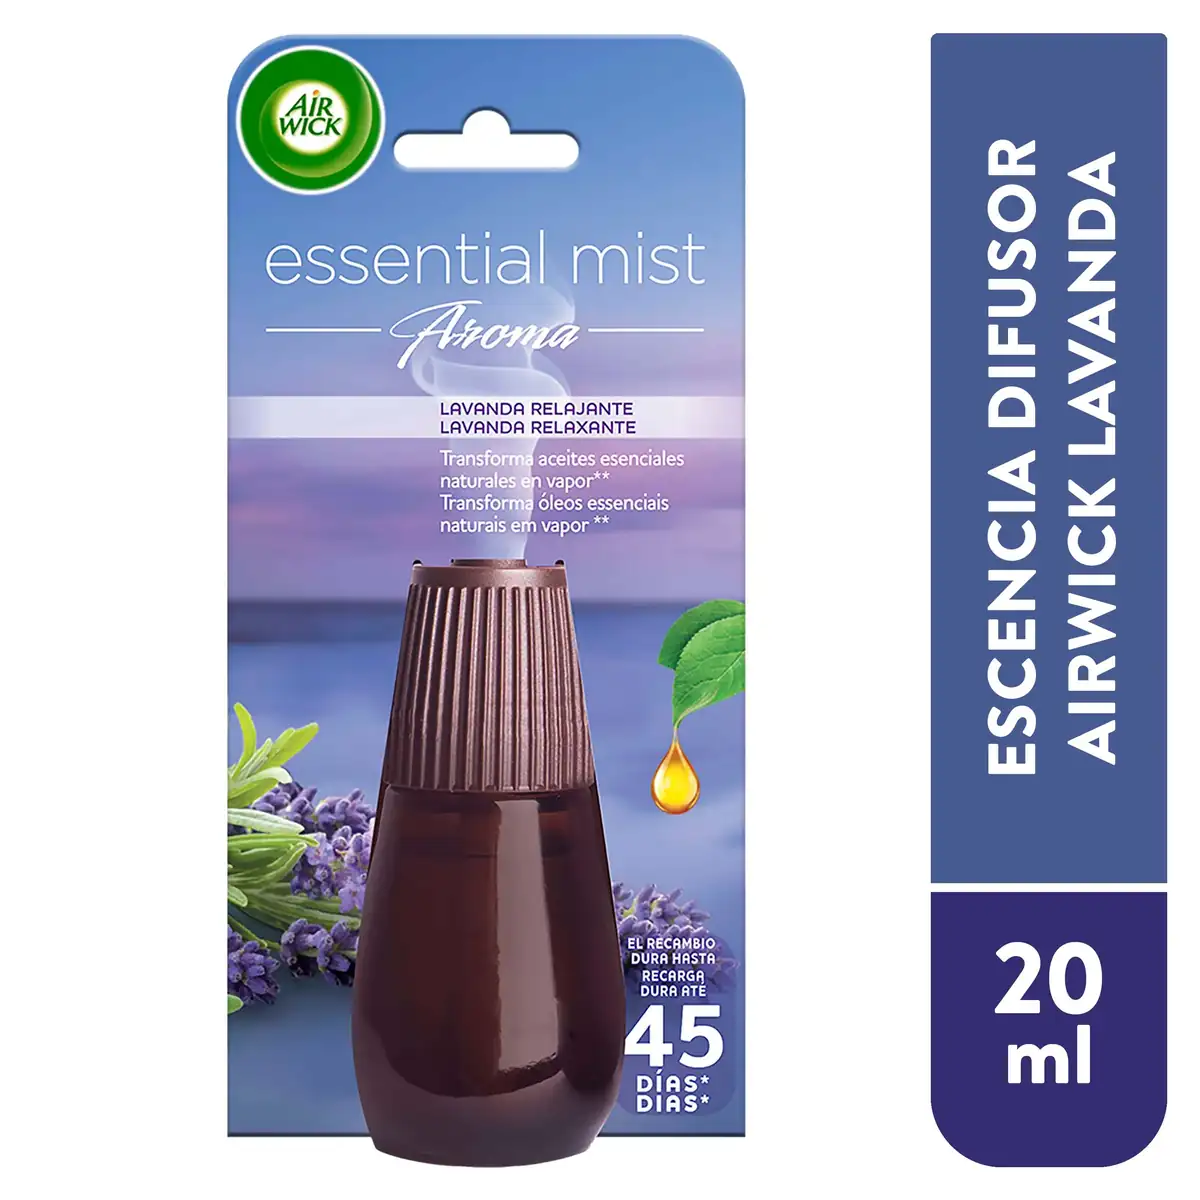 AIR
WICK
essential mist
Aroma
LAVANDA RELAJANTE
LAVANDA RELAXANTE
Transforma aceites esenciales
naturales en vapor**
Transforma óleos essenciais
naturais em vapor **
EL RECAMBIO
DURA HASTA
RECARGA
DURA ATÉ
45
DÍAS*
DIAS*
ESCENCIA DIFUSOR
AIRWICK LAVANDA
20
ml